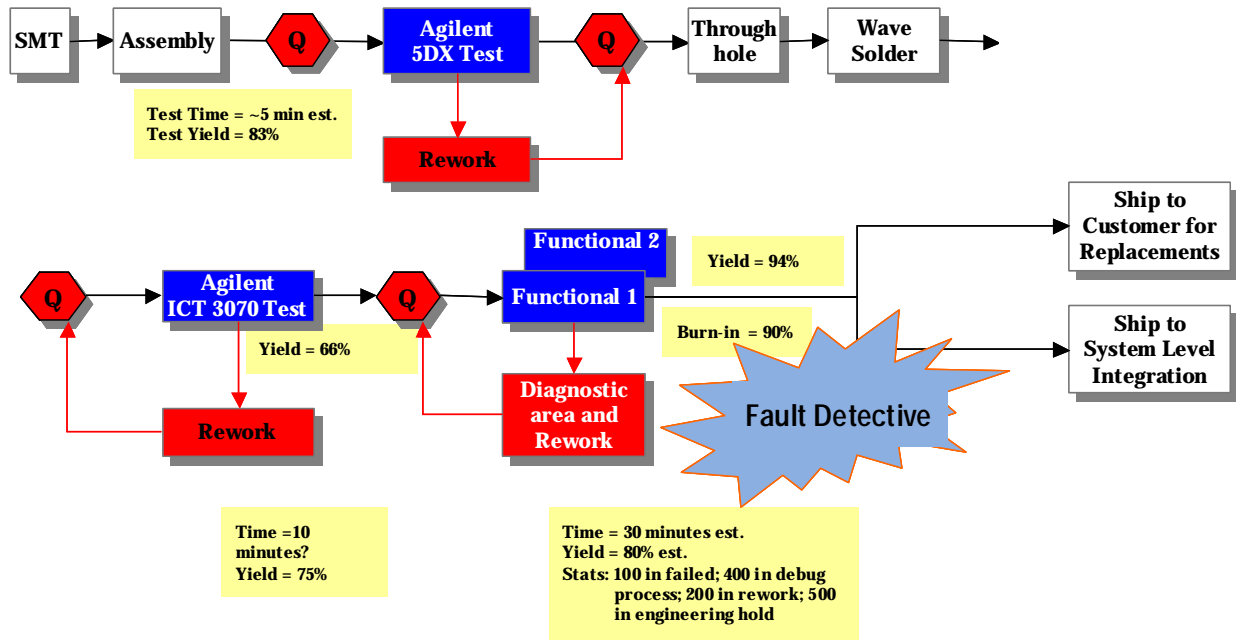 SMT
Assembly
Q
Agilent
5DX Test
Q
Through
hole
Wave
Solder
Test Time = ~5 min est.
Test Yield = 83%
Rework
Ship to
Customer for
Replacements
Functional 2
Yield = 94%
Q
Agilent
ICT 3070 Test
Q
Functional 1
Burn-in = 90%
Yield = 66%
Ship to
System Level
Integration
Rework
Diagnostic
area and
Rework
Fault Detective
Time =10
minutes?
Yield = 75%
Time = 30 minutes est.
Yield = 80% est.
Stats: 100 in failed; 400 in debug
process; 200 in rework; 500
in engineering hold